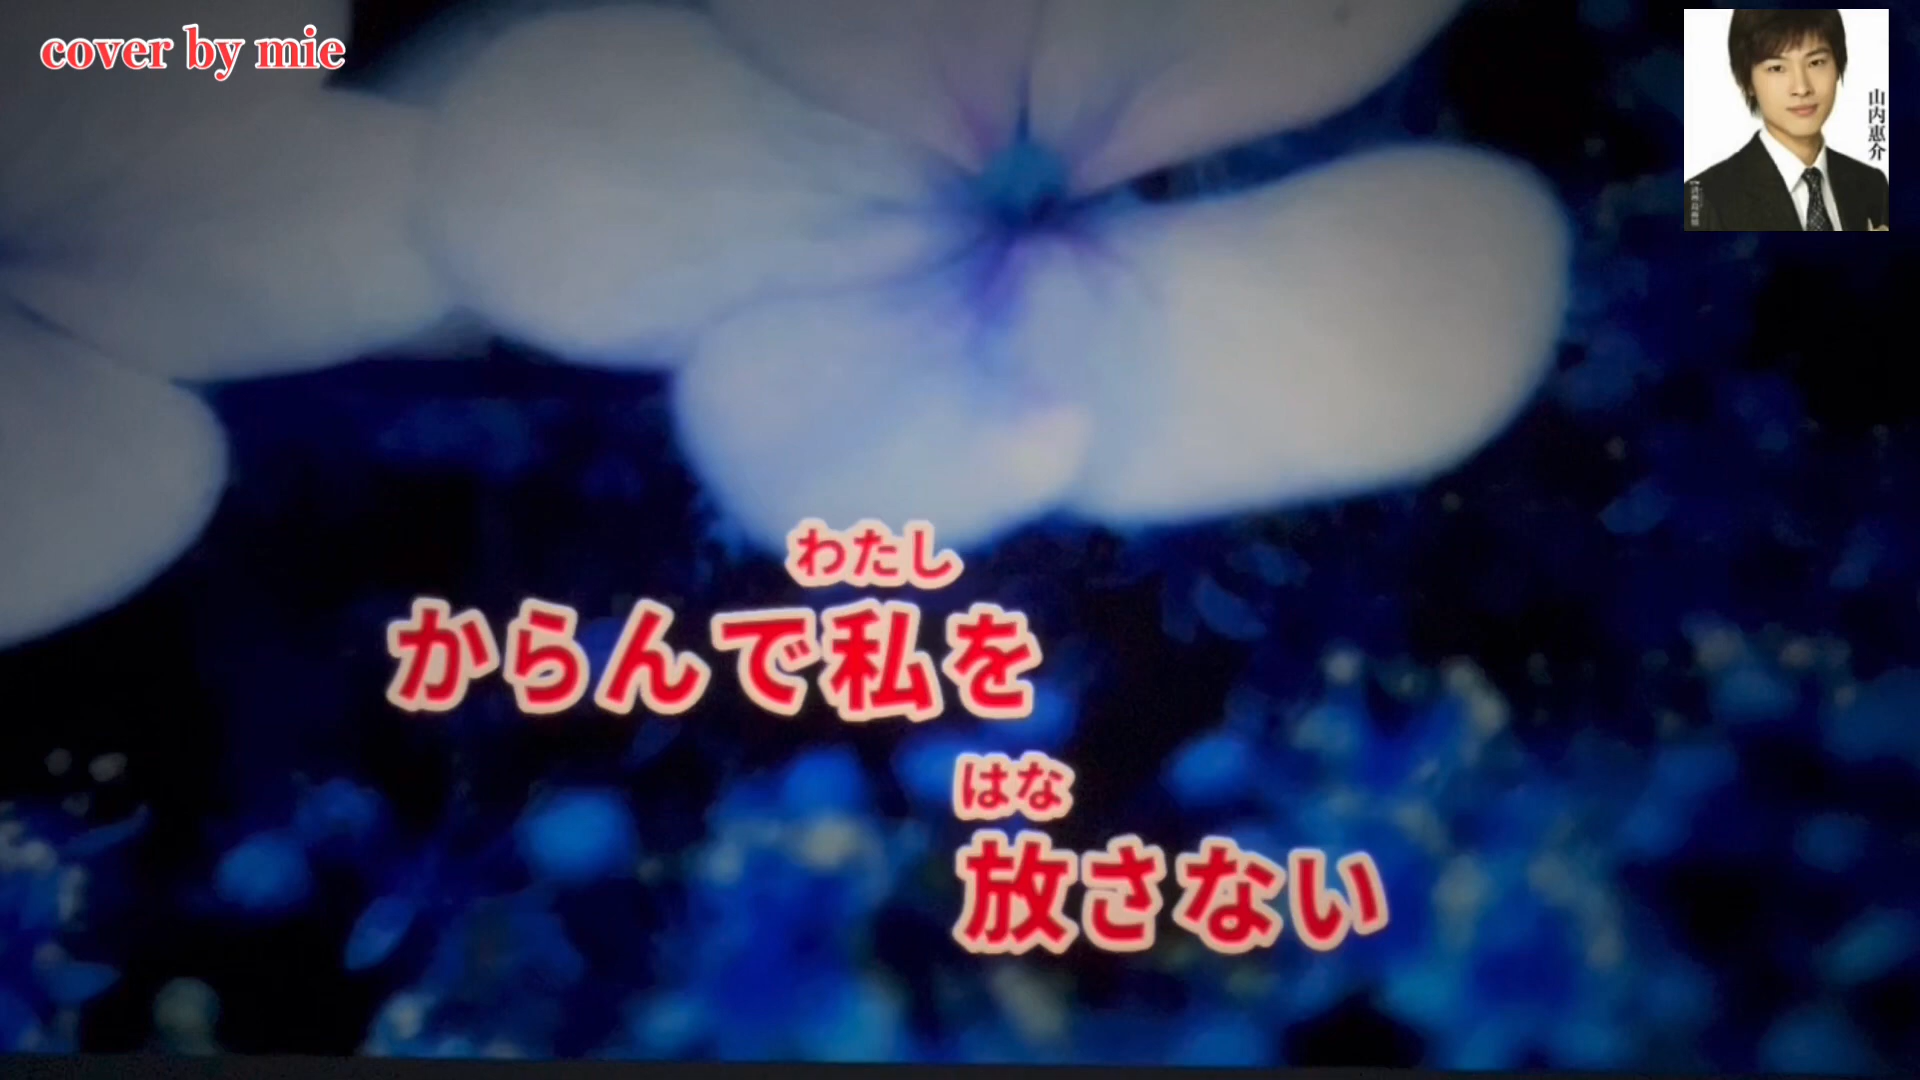 cover by mie
山内惠介
わたし
からんで私を
はな
放さない